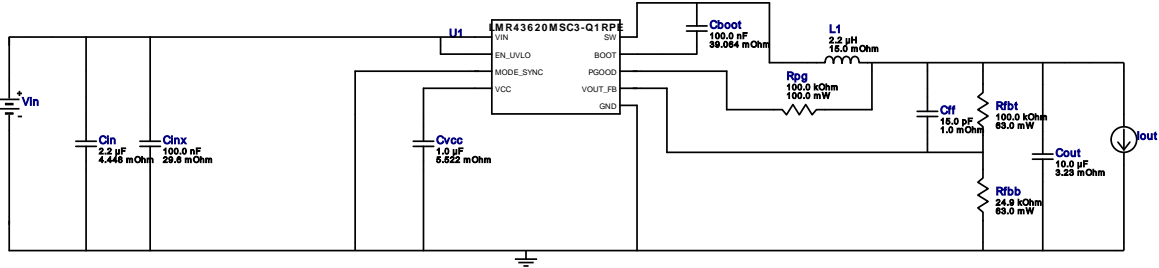 LMR43620MSC3-Q1RPE
U1
VIN
EN_UVLO
MODE_SYNC
VCC
SW
BOOT
PGOOD
VOUT_FB
GND
Cboot
100.0 nF
39.064 mOhm
L1
2.2 µH
15.0 mOhm
Rpg
100.0 kOhm
100.0 mW
Vin
Cin
2.2 µF
4.446 mOhm
Cinx
100.0 nF
29.6 mOhm
Cvcc
1.0 µF
5.522 mOhm
Cff
15.0 pF
1.0 mOhm
Rfbt
100.0 kOhm
63.0 mW
Cout
10.0 µF
3.23 mOhm
Iout
Rfbb
24.9 kOhm
63.0 mW